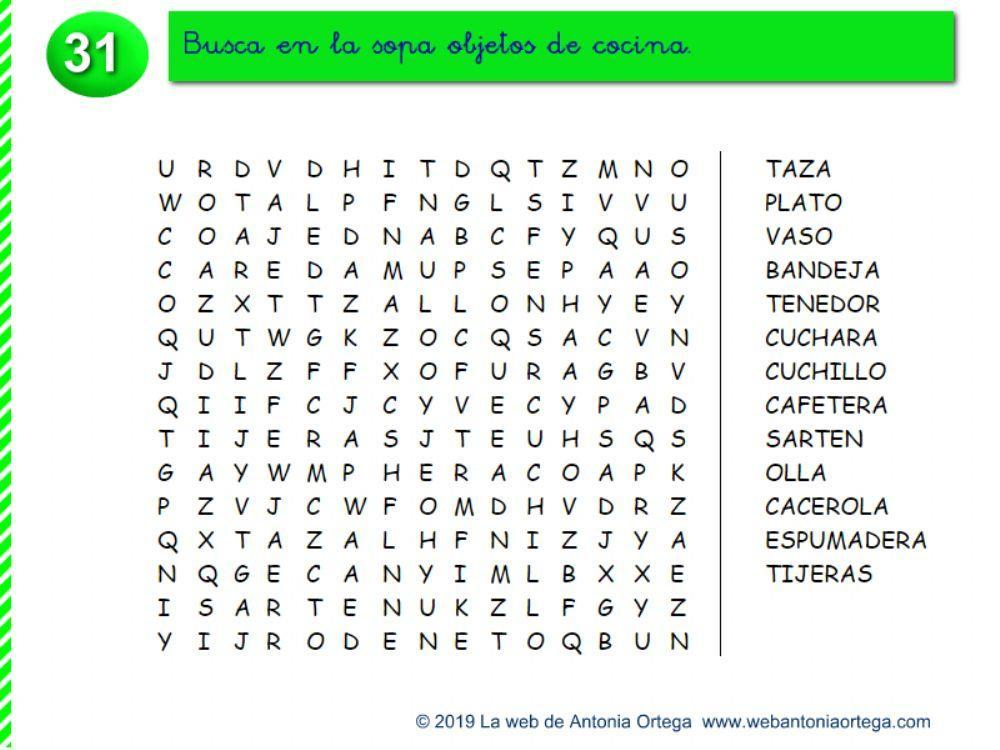 31
Busca en la sopa objetos de cocina.
U R D V D H I T D Q T Z M N O
W O T A L P F N G L S I V V U
C O A J E D N A B C F Y Q U S
C A R E D A M U P S E P A A O
O Z X T T Z A L L O N H Y E Y
Q U T W G K Z O C Q S A C V N
J D L Z F F X O F U R A G B V
Q I I F C J C Y V E C Y P A D
T I J E R A S J T E U H S Q S
G A Y W M P H E R A C O A P K
P Z V J C W F O M D H V D R Z
Q X T A Z A L H F N I Z J Y A
N Q G E C A N Y I M L B X X E
I S A R T E N U K Z L F G Y Z
Y I J R O D E N E T O Q B U N
TAZA
PLATO
VASO
BANDEJA
TENEDOR
CUCHARA
CUCHILLO
CAFETERA
SARTEN
OLLA
CACEROLA
ESPUMADERA
TIJERAS
© 2019 La web de Antonia Ortega www.webantoniaortega.com